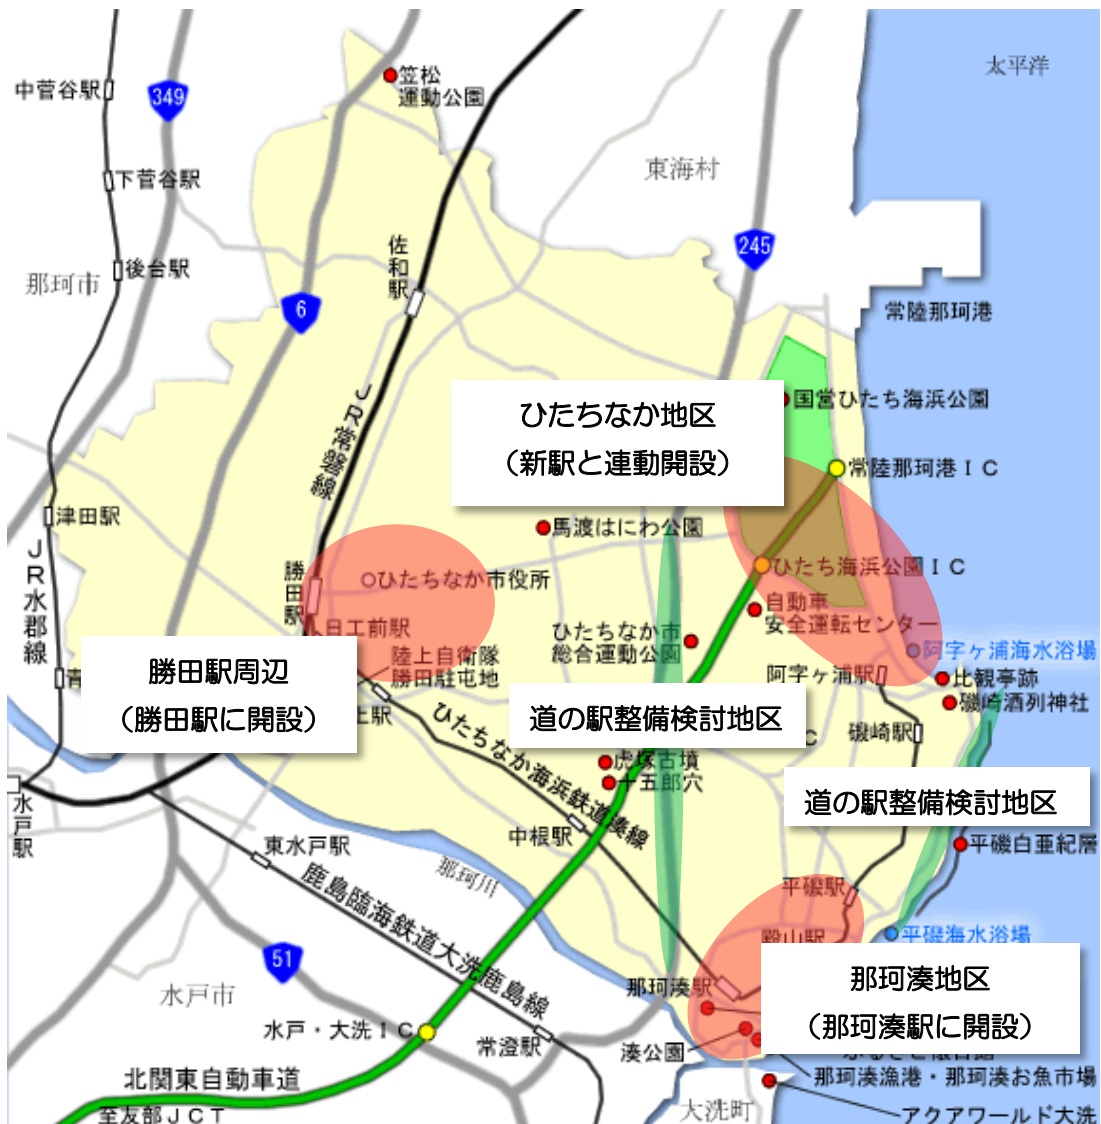 笠松
運動公園
太平洋
中菅谷駅
349
東海村
下菅谷駅
245
佐和駅
後台駅
那珂市
6
常陸那珂港
JR常磐線
国営ひたち海浜公園
ひたちなか地区
（新駅と連動開設）
常陸那珂港IC
津田駅
馬渡はにわ公園
JR水郡線
勝田駅
ひたちなか市役所
ひたち海浜公園IC
自動車
安全運転センター
日工前駅
ひたちなか市
総合運動公園
阿字ヶ浦海水浴場
陸上自衛隊
勝田駐屯地
阿字ヶ浦駅
比観亭跡
磯崎酒列神社
勝田駅周辺
（勝田駅に開設）
道の駅整備検討地区
磯崎駅
ひたちなか海浜鉄道湊線
虎塚古墳
十五郎穴
道の駅整備検討地区
水戸駅
中根駅
東水戸駅
平磯白亜紀層
那珂川
鹿島臨海鉄道大洗鹿島線
平磯駅
殿山駅
平磯海水浴場
51
水戸市
那珂湊駅
那珂湊地区
（那珂湊駅に開設）
水戸・大洗IC
常澄駅
湊公園
北関東自動車道
那珂湊漁港・那珂湊お魚市場
至友部JCT
大洗町
アクアワールド大洗